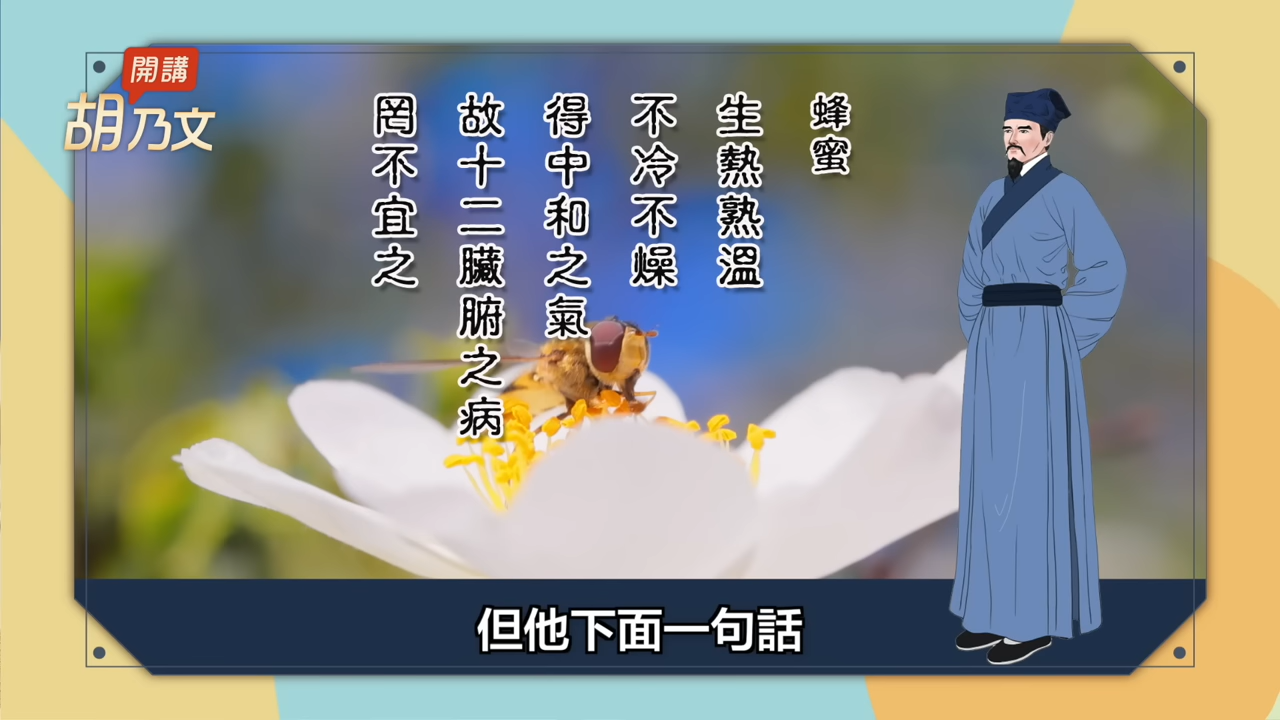 開講
胡乃文
蜂蜜
生熱熟溫
不冷不燥
得中和之氣
故十二臟腑之病
罔不宜之
但他下面一句話